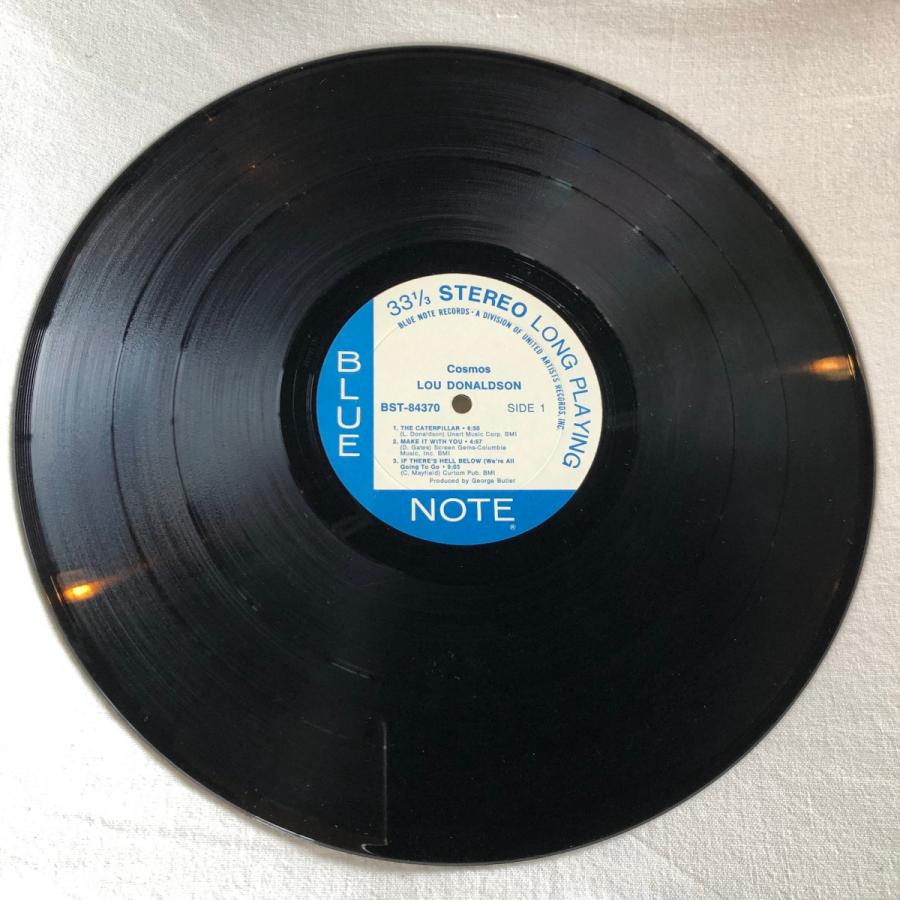 33⅓ STEREO LONG PLAYING
BLUE NOTE RECORDS • A DIVISION OF UNITED ARTISTS RECORDS, INC.
Cosmos
LOU DONALDSON
BST-84370 SIDE 1
1. THE CATERPILLAR • 6:50
(L. Donaldson) Unart Music Corp. BMI
2. MAKE IT WITH YOU • 4:57
(D. Gates) Screen Gems-Columbia
Music, Inc. BMI
3. IF THERE'S HELL BELOW (We're All
Going To Go • 9:03
(C. Mayfield) Curtom Pub. BMI
Produced by George Butler
BLUE
NOTE
®